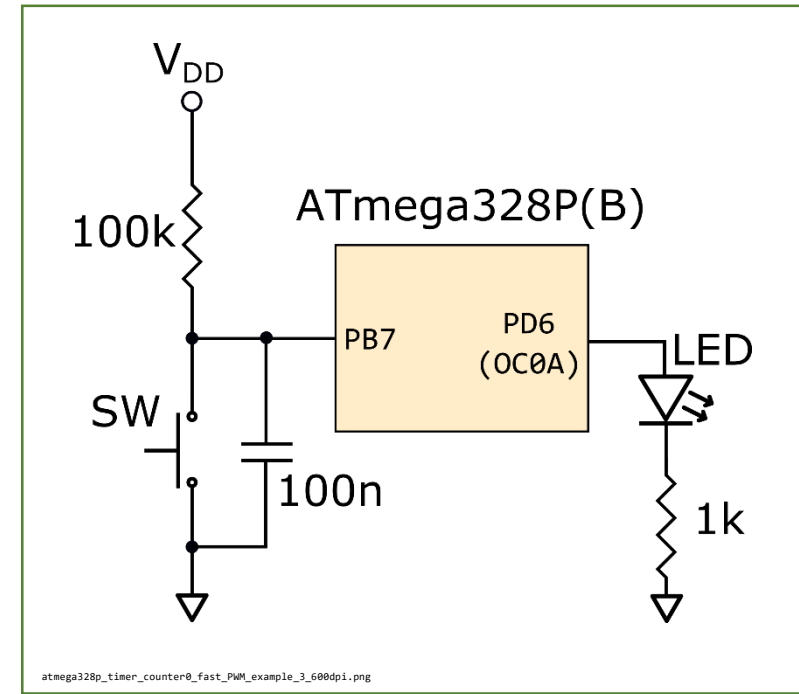 VDD
ATmega328P(B)
100k
PB7
PD6
(OC0A)
LED
SW
100n
1k
atmega328p_timer_counter0_fast_PWM_example_3_600dpi.png